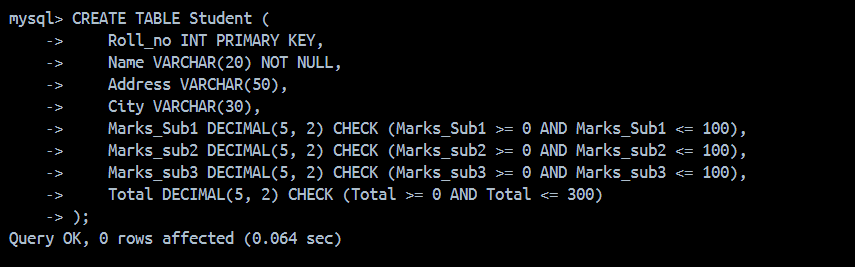 mysql> CREATE TABLE Student (
    ->     Roll_no INT PRIMARY KEY,
    ->     Name VARCHAR(20) NOT NULL,
    ->     Address VARCHAR(50),
    ->     City VARCHAR(30),
    ->     Marks_Sub1 DECIMAL(5, 2) CHECK (Marks_Sub1 >= 0 AND Marks_Sub1 <= 100),
    ->     Marks_sub2 DECIMAL(5, 2) CHECK (Marks_sub2 >= 0 AND Marks_sub2 <= 100),
    ->     Marks_sub3 DECIMAL(5, 2) CHECK (Marks_sub3 >= 0 AND Marks_sub3 <= 100),
    ->     Total DECIMAL(5, 2) CHECK (Total >= 0 AND Total <= 300)
    -> );
Query OK, 0 rows affected (0.064 sec)